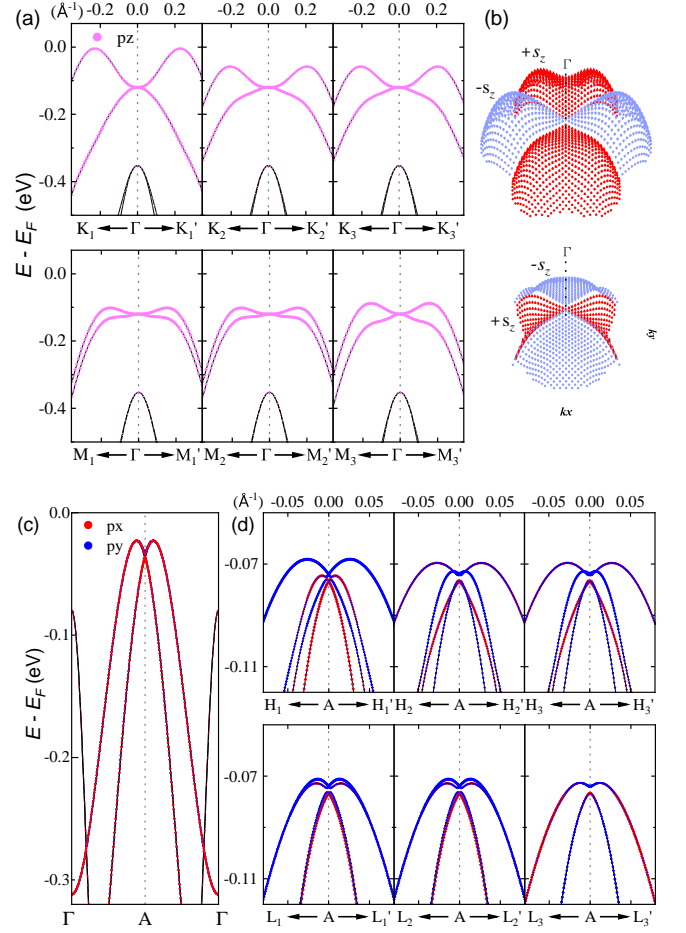 (Å⁻¹) -0.2 0.0 0.2 -0.2 0.0 0.2 -0.2 0.0 0.2
(a)
pz
0.0
-0.2
-0.4
K₁ Γ K₁' K₂ Γ K₂' K₃ Γ K₃'
E - E_F (eV)
0.0
-0.2
-0.4
M₁ Γ M₁' M₂ Γ M₂' M₃ Γ M₃'
(b)
+s_z
Γ
-s_z
Γ
-s_z
+s_z
ky
kx
(c)
px
py
0.0
-0.1
-0.2
-0.3
E - E_F (eV)
Γ A Γ
(Å⁻¹) -0.05 0.00 0.05 -0.05 0.00 0.05 -0.05 0.00 0.05
(d)
-0.07
-0.11
H₁ A H₁' H₂ A H₂' H₃ A H₃'
-0.07
-0.11
L₁ A L₁' L₂ A L₂' L₃ A L₃'